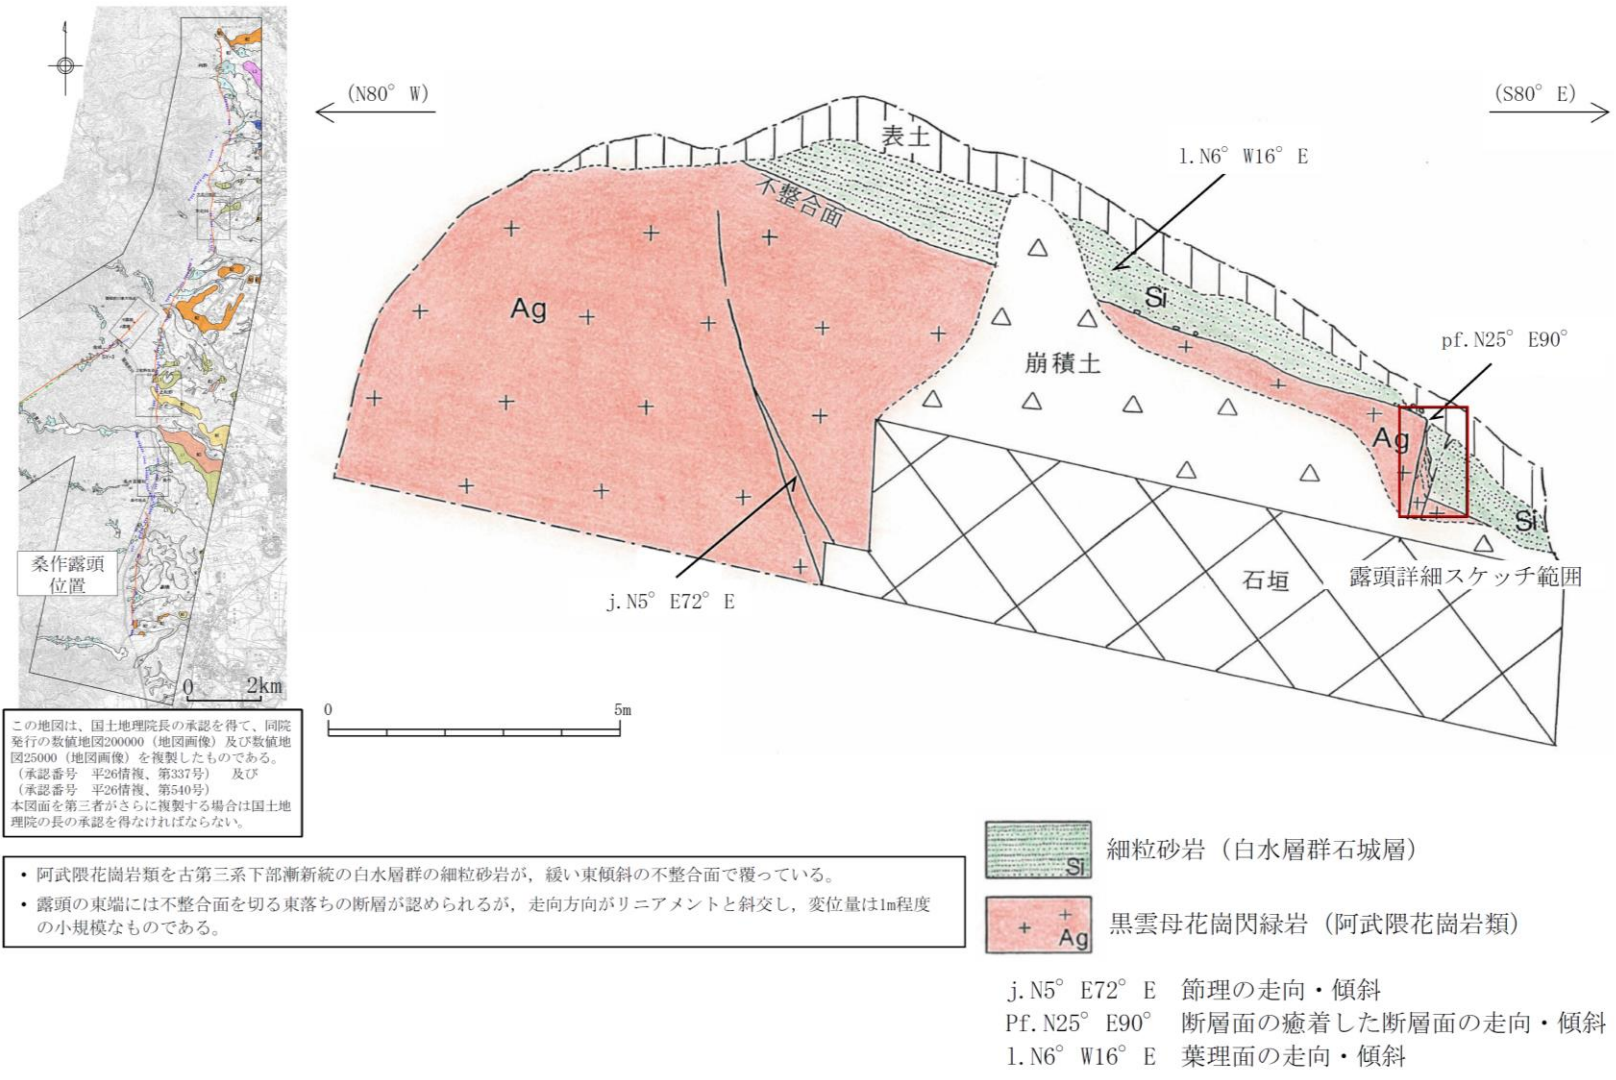 (N80° W)
(S80° E)
表土
l.N6° W16° E
不整合面
Ag
Si
崩積土
pf.N25° E90°
Ag
Si
j.N5° E72° E
石垣
露頭詳細スケッチ範囲
桑作露頭
位置
0 2km
0 5m
この地図は、国土地理院長の承認を得て、同院
発行の数値地図200000（地図画像）及び数値地
図25000（地図画像）を複製したものである。
（承認番号　平26情複、第337号）　及び
（承認番号　平26情複、第540号）
本図面を第三者がさらに複製する場合は国土地
理院の長の承認を得なければならない。
・阿武隈花崗岩類を古第三系下部漸新統の白水層群の細粒砂岩が，緩い東傾斜の不整合面で覆っている。
・露頭の東端には不整合面を切る東落ちの断層が認められるが，走向方向がリニアメントと斜交し，変位量は1m程度
の小規模なものである。
Si 細粒砂岩（白水層群石城層）
Ag 黒雲母花崗閃緑岩（阿武隈花崗岩類）
j.N5° E72° E 節理の走向・傾斜
Pf.N25° E90° 断層面の癒着した断層面の走向・傾斜
l.N6° W16° E 葉理面の走向・傾斜